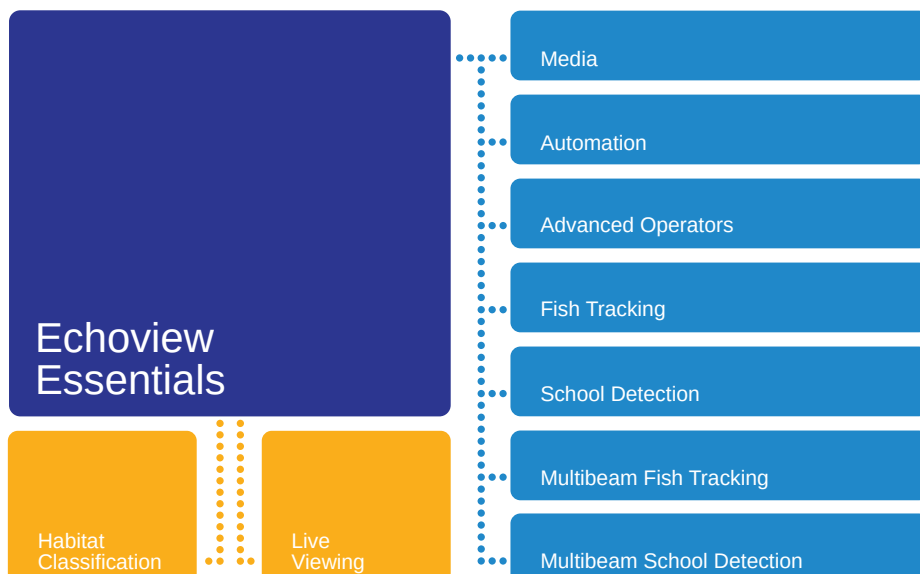 Echoview
Essentials
Habitat
Classification
Live
Viewing
Media
Automation
Advanced Operators
Fish Tracking
School Detection
Multibeam Fish Tracking
Multibeam School Detection